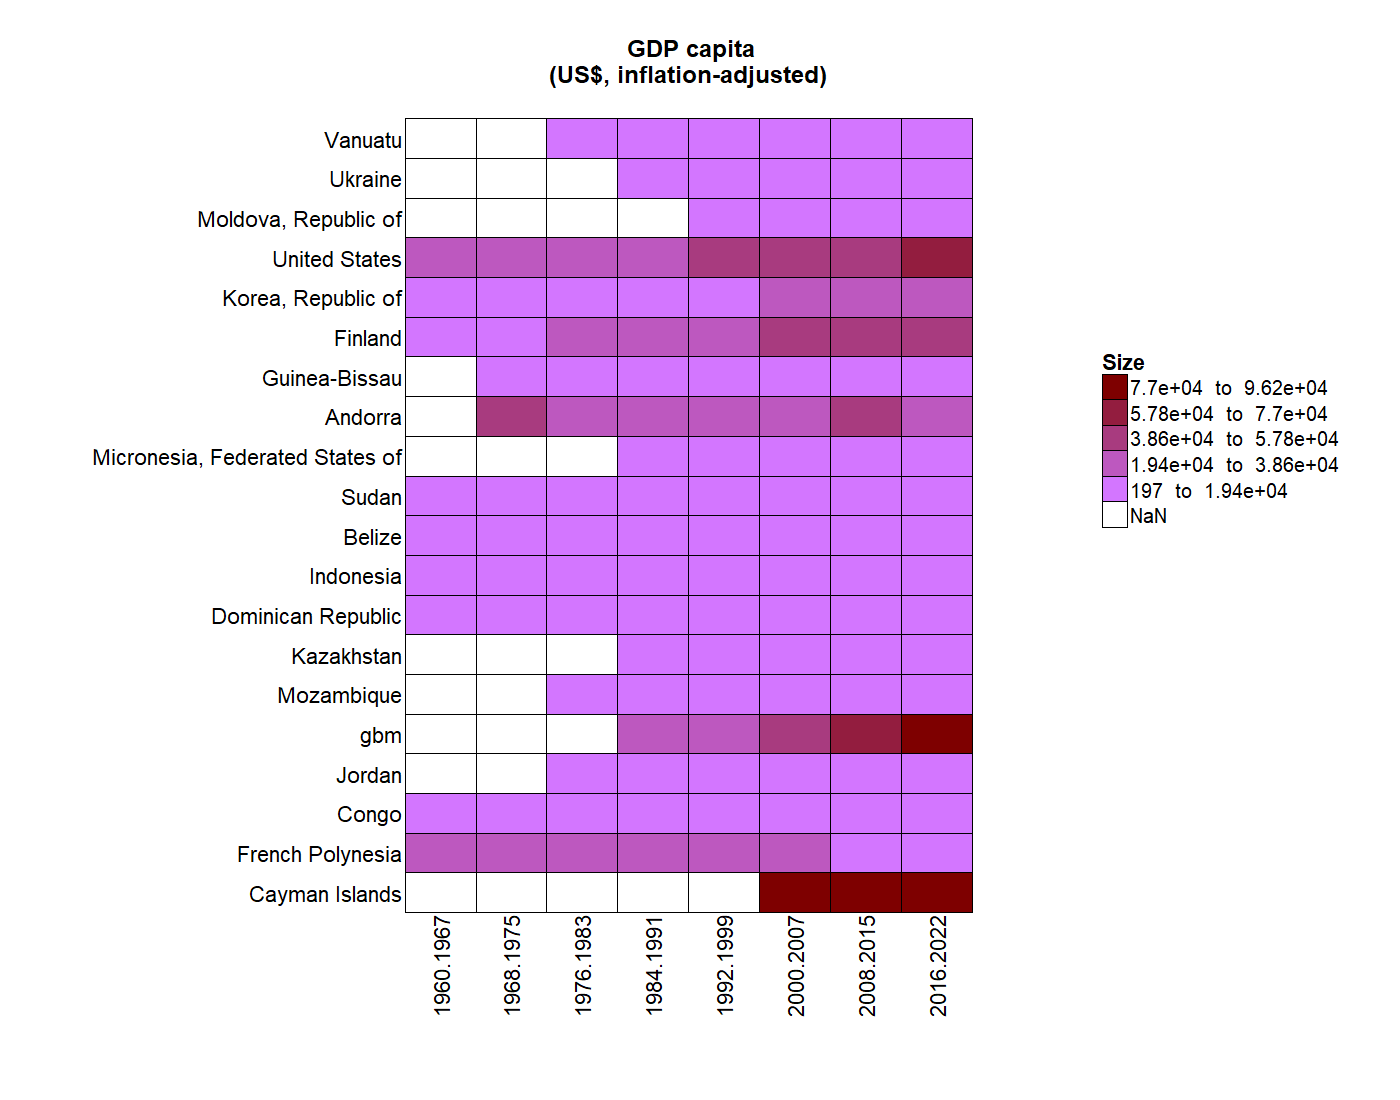 GDP capita
(US$, inflation-adjusted)
Vanuatu
Ukraine
Moldova, Republic of
United States
Korea, Republic of
Finland
Guinea-Bissau
Andorra
Micronesia, Federated States of
Sudan
Belize
Indonesia
Dominican Republic
Kazakhstan
Mozambique
gbm
Jordan
Congo
French Polynesia
Cayman Islands
1960.1967
1968.1975
1976.1983
1984.1991
1992.1999
2000.2007
2008.2015
2016.2022
Size
7.7e+04 to 9.62e+04
5.78e+04 to 7.7e+04
3.86e+04 to 5.78e+04
1.94e+04 to 3.86e+04
197 to 1.94e+04
NaN